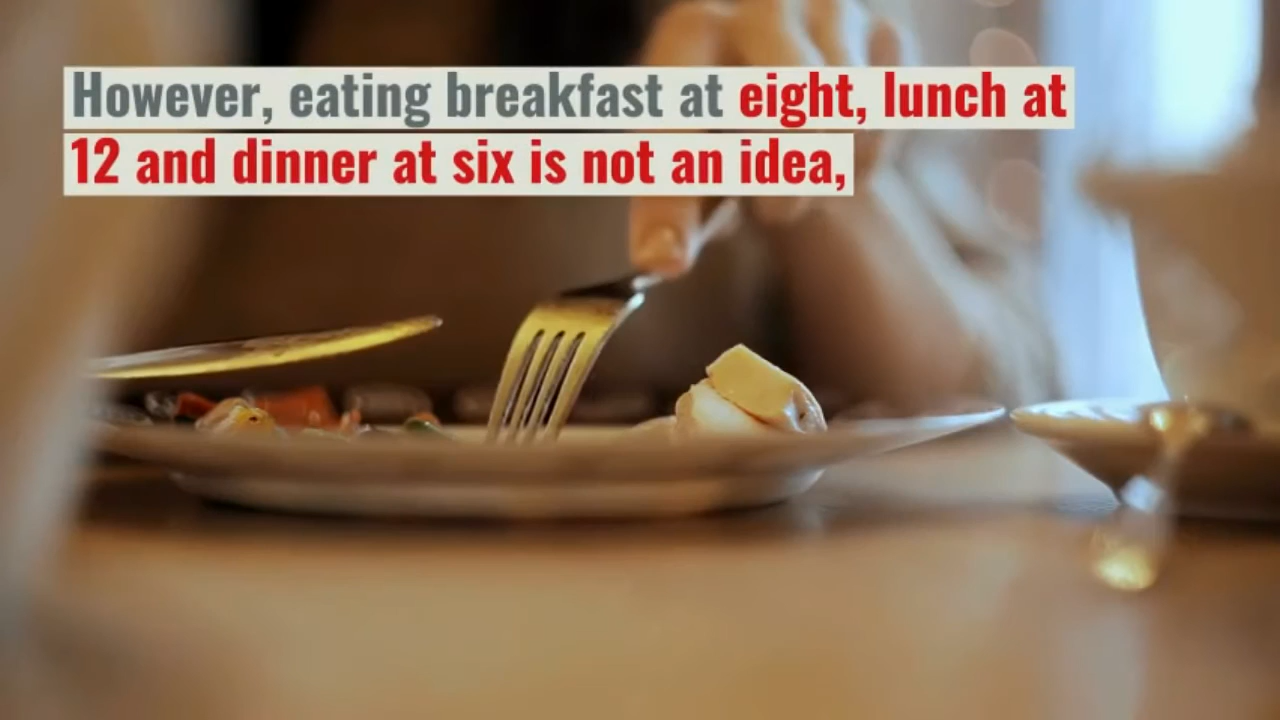 However, eating breakfast at eight, lunch at
12 and dinner at six is not an idea,